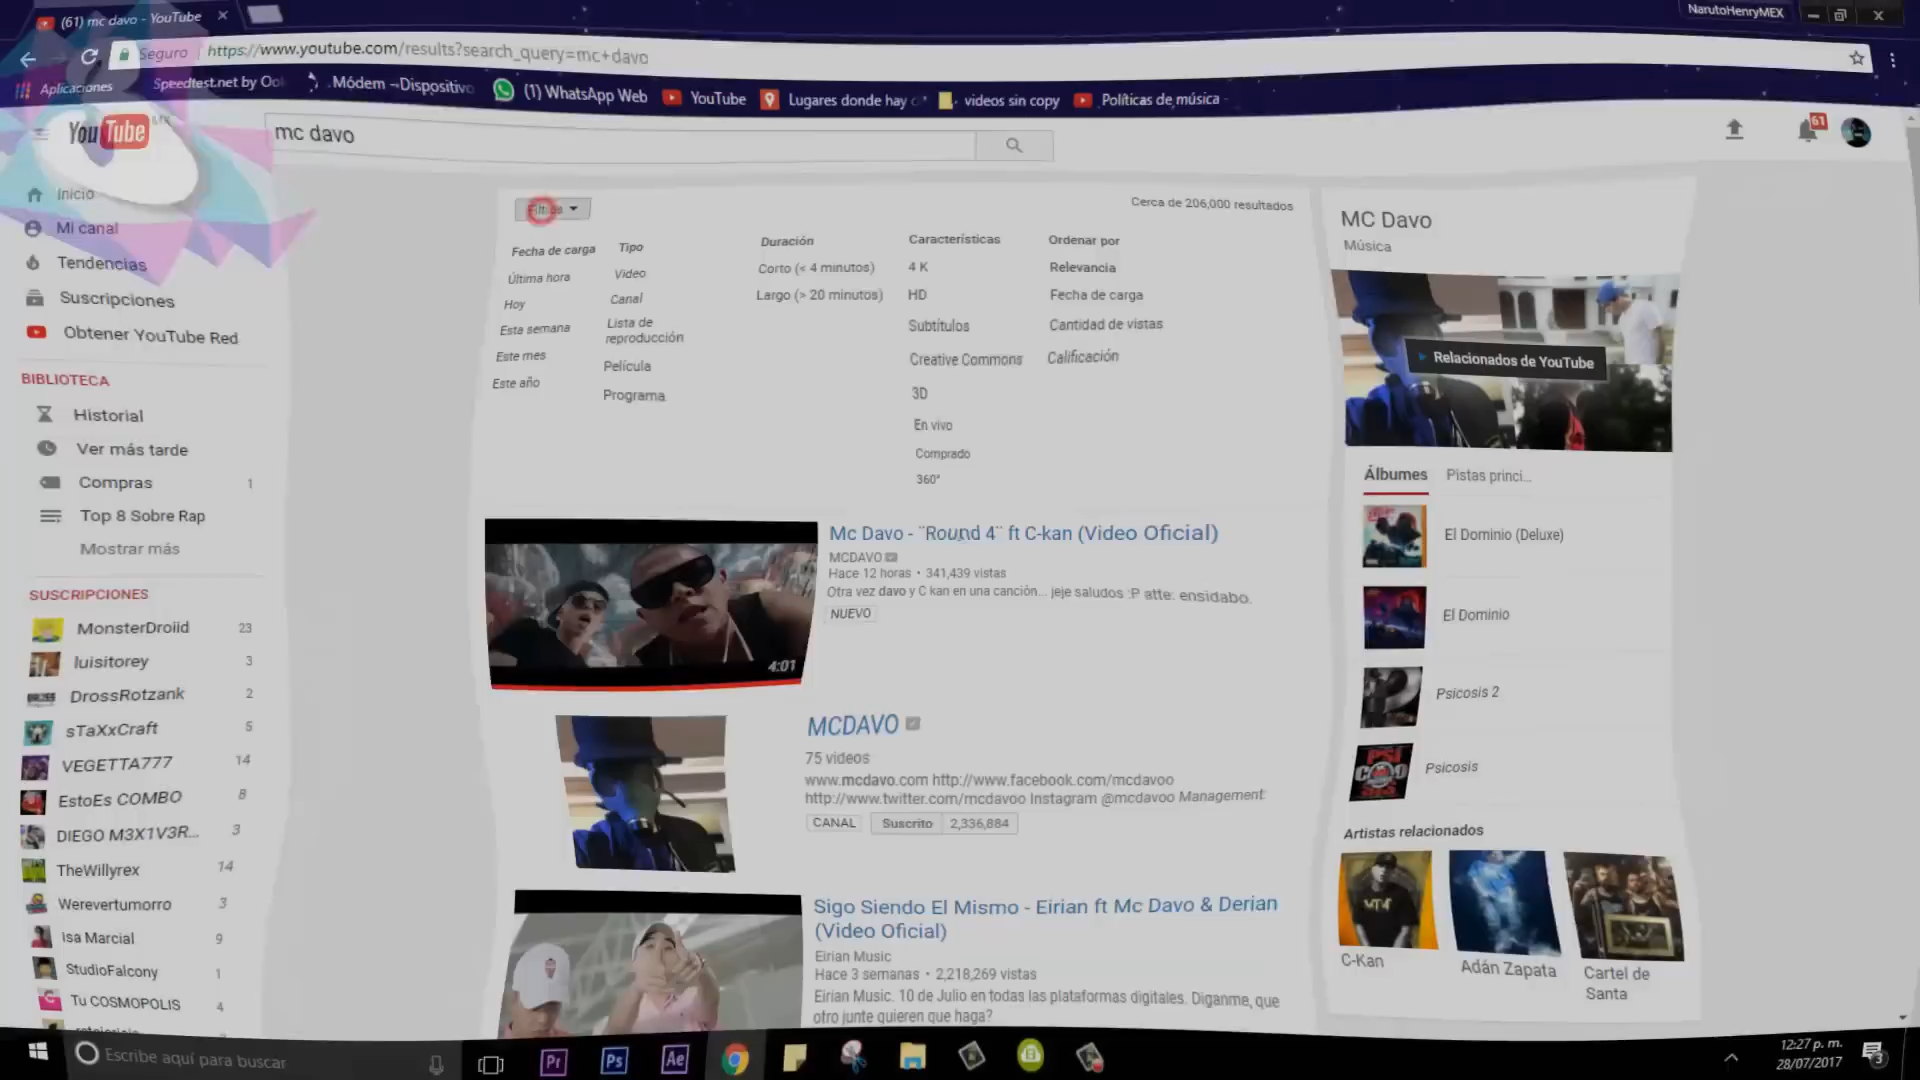 (61) mc davo - YouTube
NarutoHenryMEX
Seguro
https://www.youtube.com/results?search_query=mc+davo
Aplicaciones
Speedtest.net by Ook
Módem -Dispositivo
(1) WhatsApp Web
YouTube
Lugares donde hay c
videos sin copy
Políticas de música
YouTube
mc davo
61
Inicio
Mi canal
Tendencias
Suscripciones
Obtener YouTube Red
BIBLIOTECA
Historial
Ver más tarde
Compras 1
Top 8 Sobre Rap
Mostrar más
SUSCRIPCIONES
MonsterDroiid 23
luisitorey 3
DrossRotzank 2
sTaXxCraft 5
VEGETTA777 14
EstoEs COMBO 8
DIEGO M3X1V3R... 3
TheWillyrex 14
Werevertumorro 3
Isa Marcial 9
StudioFalcony 1
Tu COSMOPOLIS 4
Filtros
Cerca de 206,000 resultados
Fecha de carga
Última hora
Hoy
Esta semana
Este mes
Este año
Tipo
Video
Canal
Lista de
reproducción
Película
Programa
Duración
Corto (< 4 minutos)
Largo (> 20 minutos)
Características
4 K
HD
Subtítulos
Creative Commons
3D
En vivo
Comprado
360°
Ordenar por
Relevancia
Fecha de carga
Cantidad de vistas
Calificación
Mc Davo - ¨Round 4¨ ft C-kan (Video Oficial)
MCDAVO
Hace 12 horas • 341,439 vistas
Otra vez davo y C kan en una canción... jeje saludos :P atte: ensidabo.
NUEVO
4:01
MCDAVO
75 videos
www.mcdavo.com http://www.facebook.com/mcdavoo
http://www.twitter.com/mcdavoo Instagram @mcdavoo Management
CANAL
Suscrito 2,336,884
Sigo Siendo El Mismo - Eirian ft Mc Davo & Derian
(Video Oficial)
Eirian Music
Hace 3 semanas • 2,218,269 vistas
Eirian Music. 10 de Julio en todas las plataformas digitales. Diganme, que
otro junte quieren que haga?
MC Davo
Música
Relacionados de YouTube
Álbumes
Pistas princi...
El Dominio (Deluxe)
El Dominio
Psicosis 2
Psicosis
Artistas relacionados
C-Kan
Adán Zapata
Cartel de
Santa
Escribe aquí para buscar
Pr
Ps
Ae
12:27 p. m.
28/07/2017
3